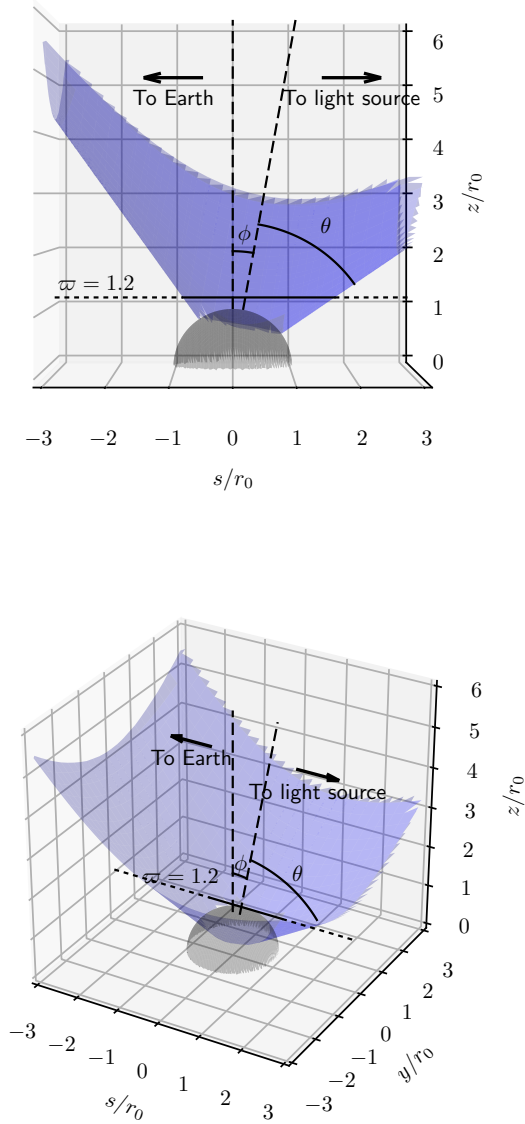 6
To Earth
To light source
5
4
z/r₀
3
ϕ
θ
2
ϖ = 1.2
1
0
−3 −2 −1 0 1 2 3
s/r₀
6
5
To Earth
4
To light source
z/r₀
3
2
ϖ = 1.2
ϕ
θ
1
0
−3 −2 −1 0 1 2 3
s/r₀
−3 −2 −1 0 1 2 3
y/r₀